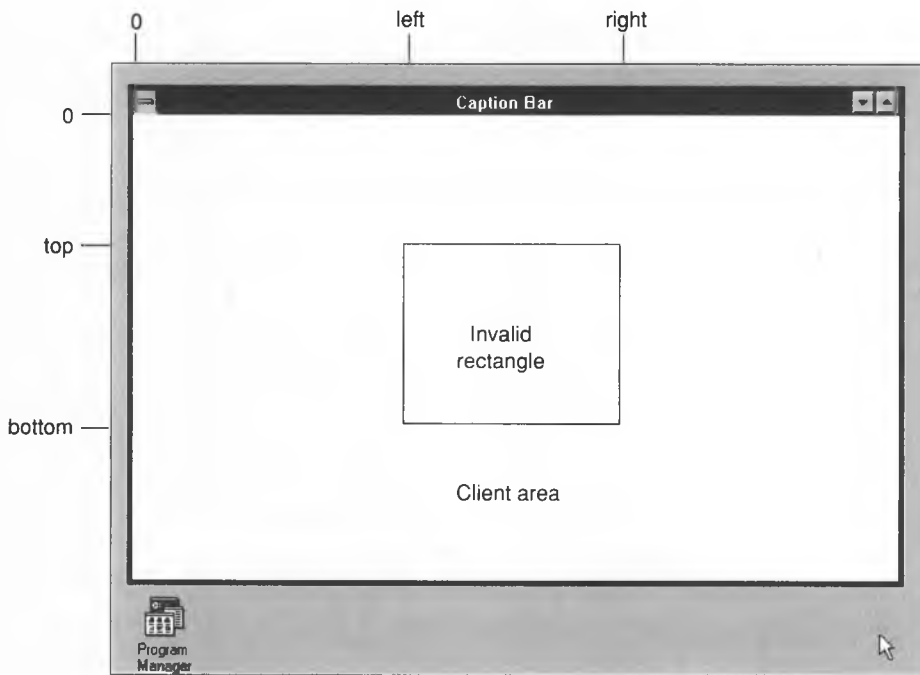 0 left right
Caption Bar
0
top
Invalid
rectangle
bottom
Client area
Program
Manager